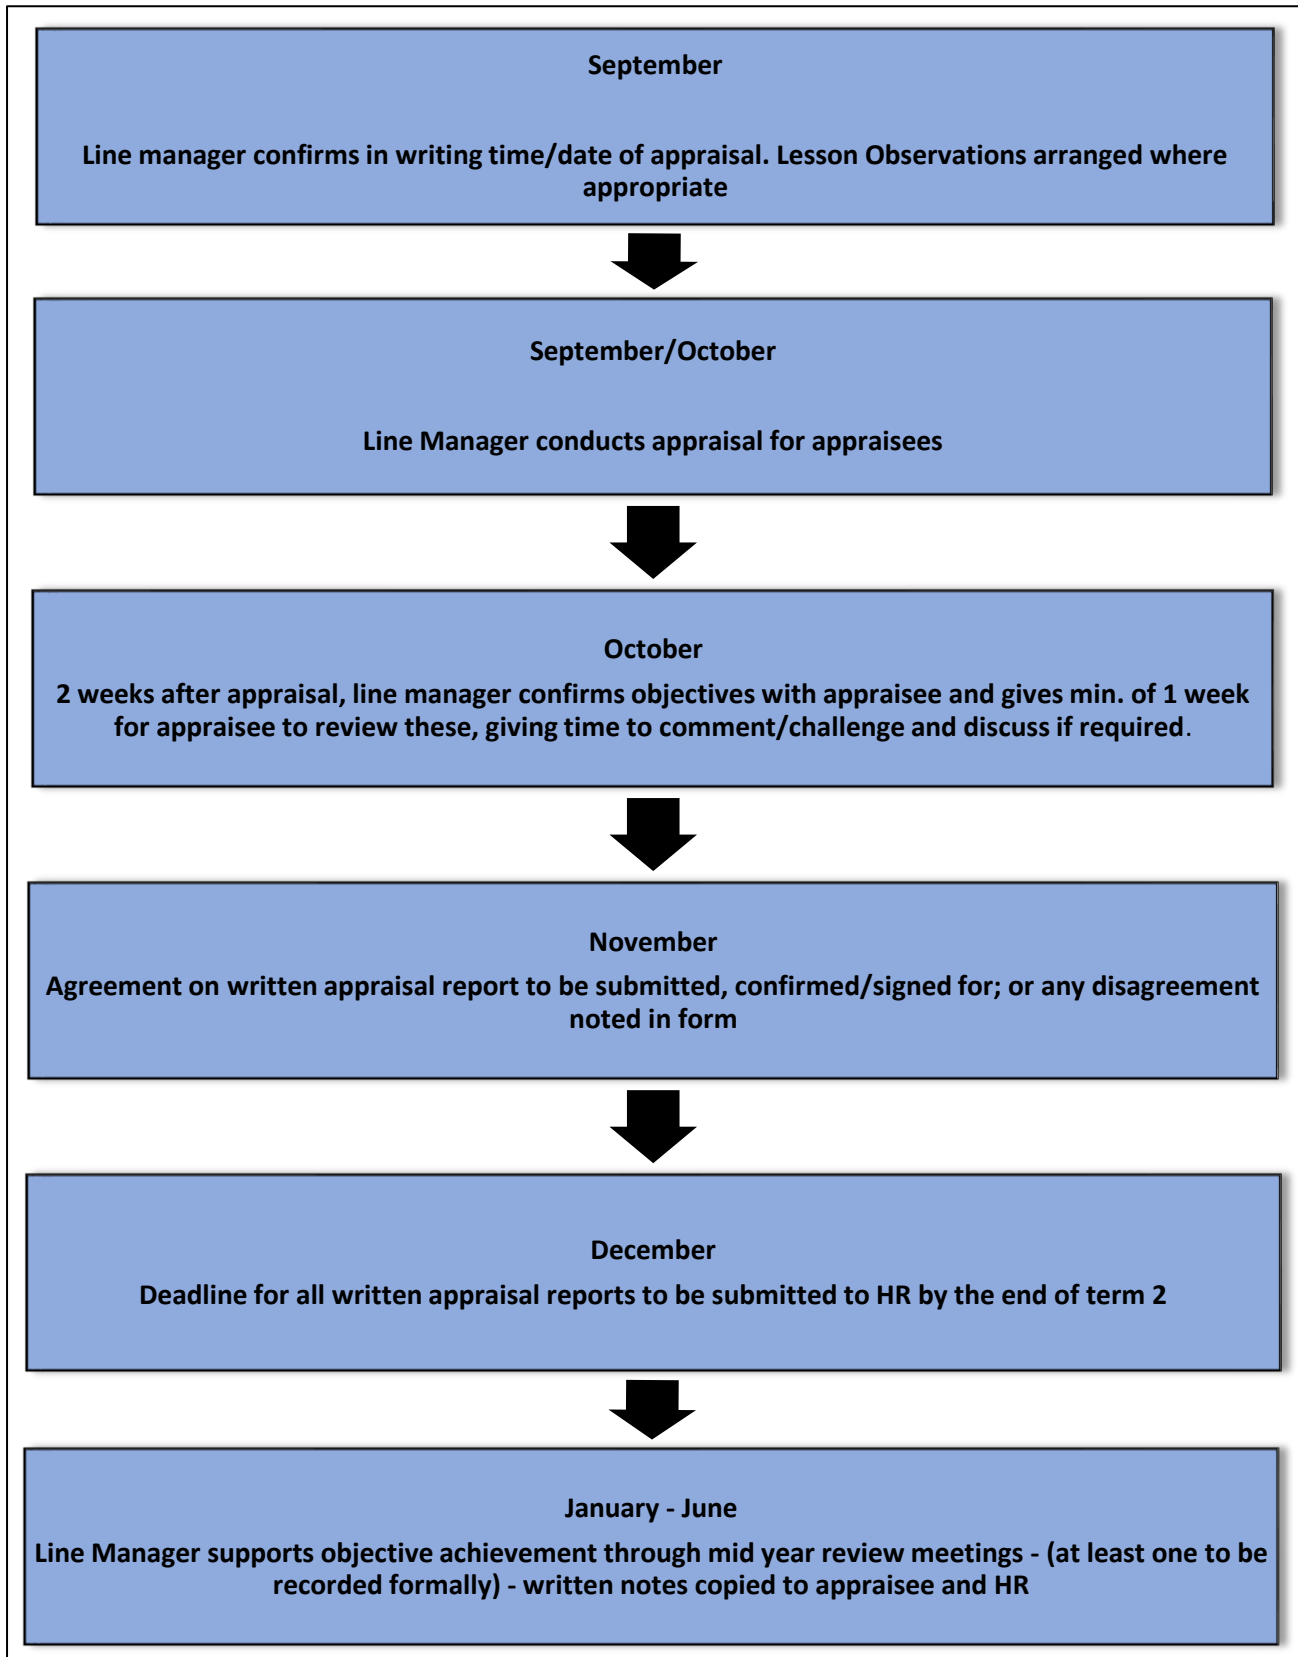 September
Line manager confirms in writing time/date of appraisal. Lesson Observations arranged where
appropriate
September/October
Line Manager conducts appraisal for appraisees
October
2 weeks after appraisal, line manager confirms objectives with appraisee and gives min. of 1 week
for appraisee to review these, giving time to comment/challenge and discuss if required.
November
Agreement on written appraisal report to be submitted, confirmed/signed for; or any disagreement
noted in form
December
Deadline for all written appraisal reports to be submitted to HR by the end of term 2
January - June
Line Manager supports objective achievement through mid year review meetings - (at least one to be
recorded formally) - written notes copied to appraisee and HR